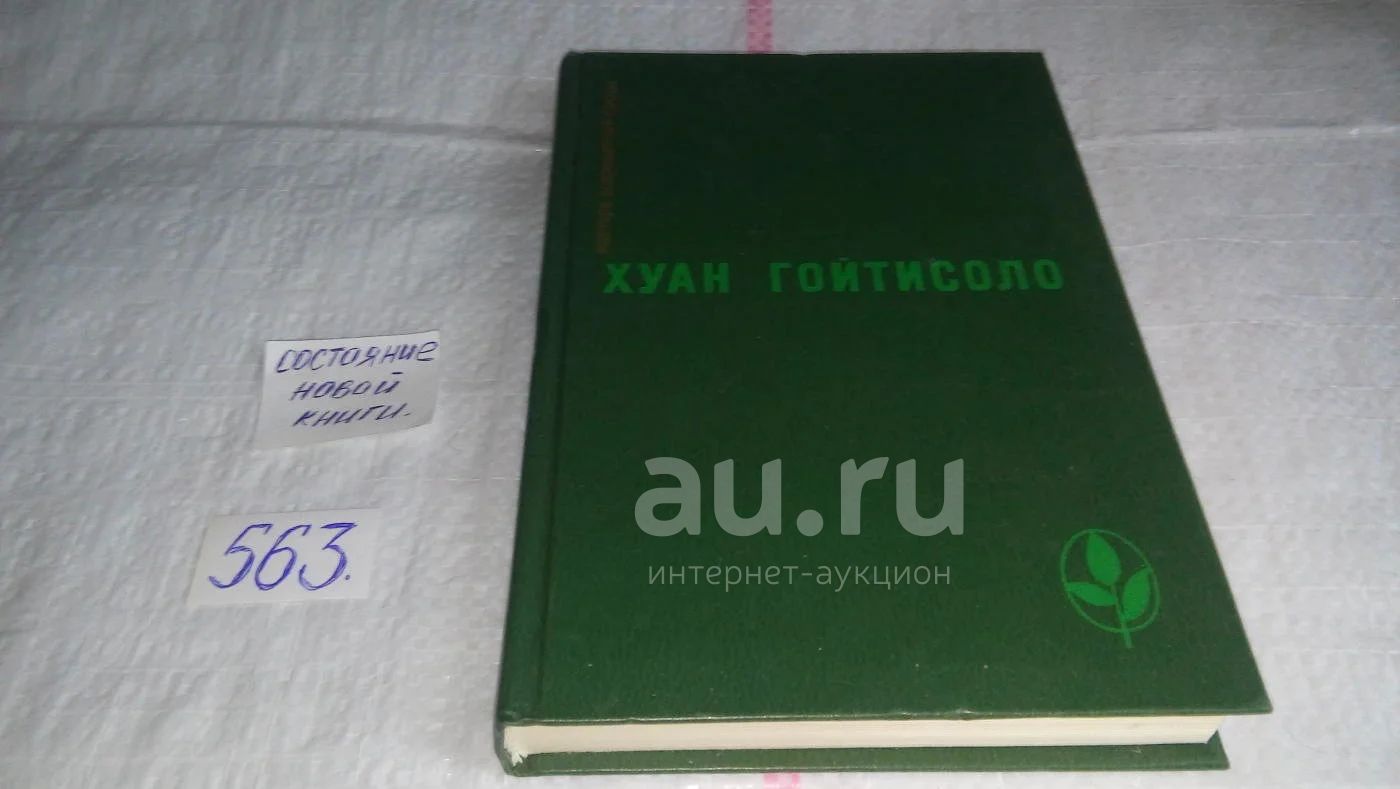 ХУАН ГОЙТИСОЛО
состояние
новой
книги.
563.
au.ru
интернет-аукцион